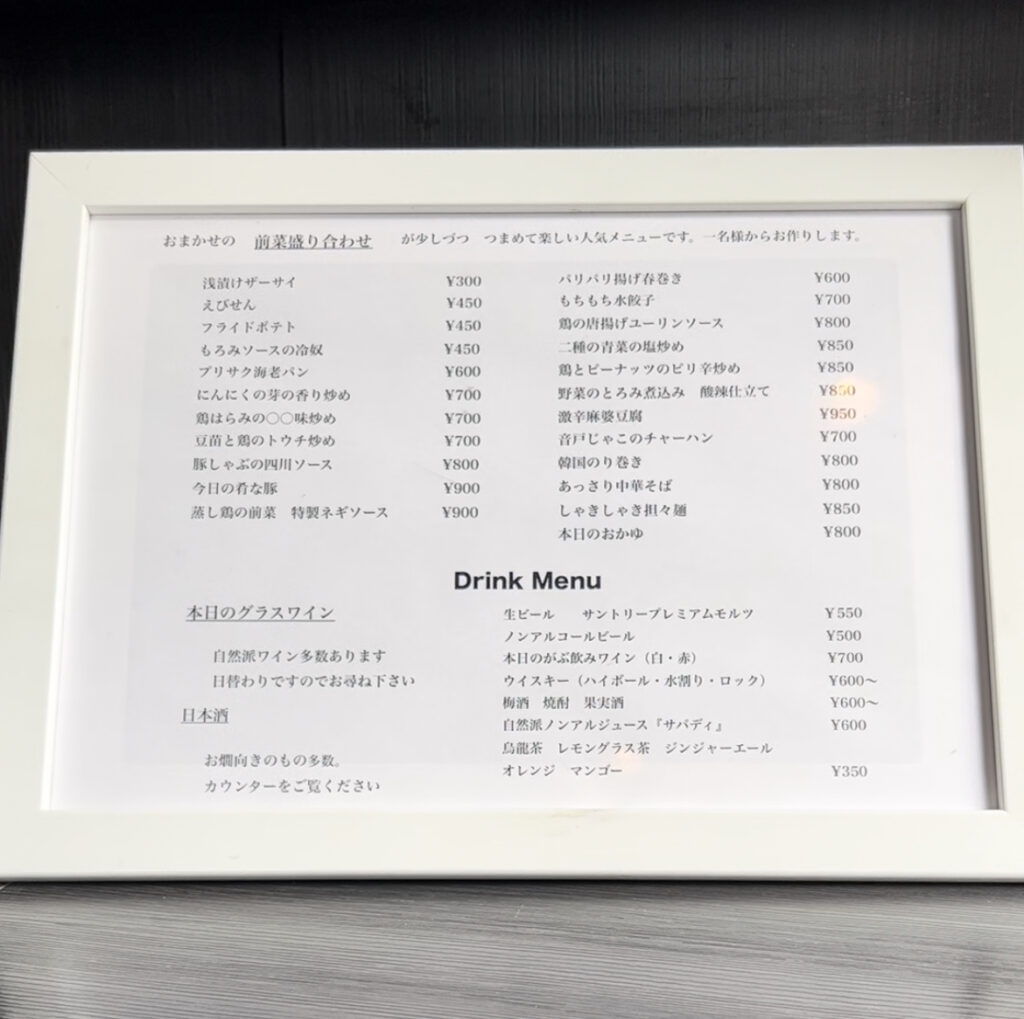 おまかせの 前菜盛り合わせ が少しづつ つまめて楽しい人気メニューです。一名様からお作りします。
浅漬けザーサイ ¥300
えびせん ¥450
フライドポテト ¥450
もろみソースの冷奴 ¥450
プリサク海老パン ¥600
にんにくの芽の香り炒め ¥700
鶏はらみの〇〇味炒め ¥700
豆苗と鶏のトウチ炒め ¥700
豚しゃぶの四川ソース ¥800
今日の肴な豚 ¥900
蒸し鶏の前菜 特製ネギソース ¥900
パリパリ揚げ春巻き ¥600
もちもち水餃子 ¥700
鶏の唐揚げユーリンソース ¥800
二種の青菜の塩炒め ¥850
鶏とピーナッツのピリ辛炒め ¥850
野菜のとろみ煮込み 酸辣仕立て ¥850
激辛麻婆豆腐 ¥950
音戸じゃこのチャーハン ¥700
韓国のり巻き ¥800
あっさり中華そば ¥800
しゃきしゃき担々麺 ¥850
本日のおかゆ ¥800
Drink Menu
本日のグラスワイン
自然派ワイン多数あります
日替わりですのでお尋ね下さい
日本酒
お燗向きのもの多数。
カウンターをご覧ください
生ビール サントリープレミアムモルツ ¥550
ノンアルコールビール ¥500
本日のがぶ飲みワイン（白・赤） ¥700
ウイスキー（ハイボール・水割り・ロック） ¥600〜
梅酒 焼酎 果実酒 ¥600〜
自然派ノンアルジュース『サバディ』 ¥600
烏龍茶 レモングラス茶 ジンジャーエール
オレンジ マンゴー ¥350